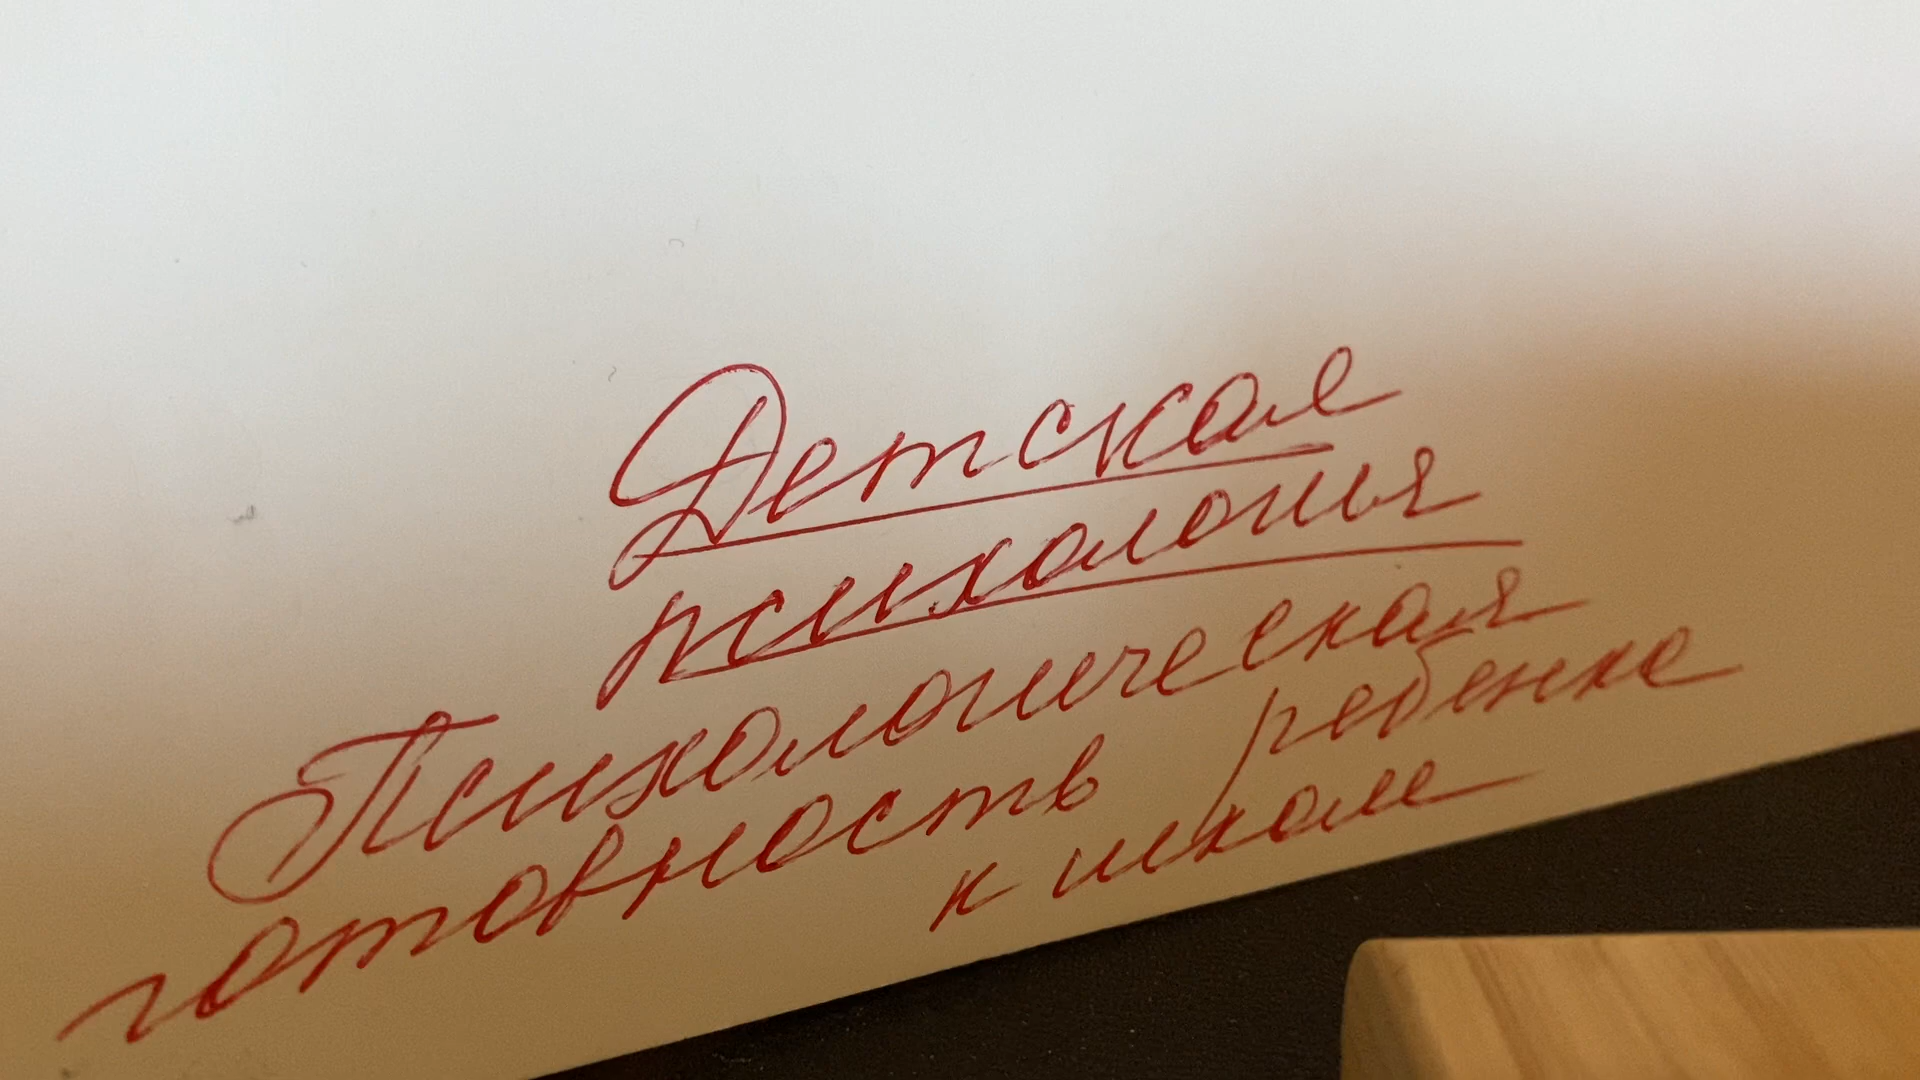 Детская
психология
Психологическая
готовность ребенка
к школе